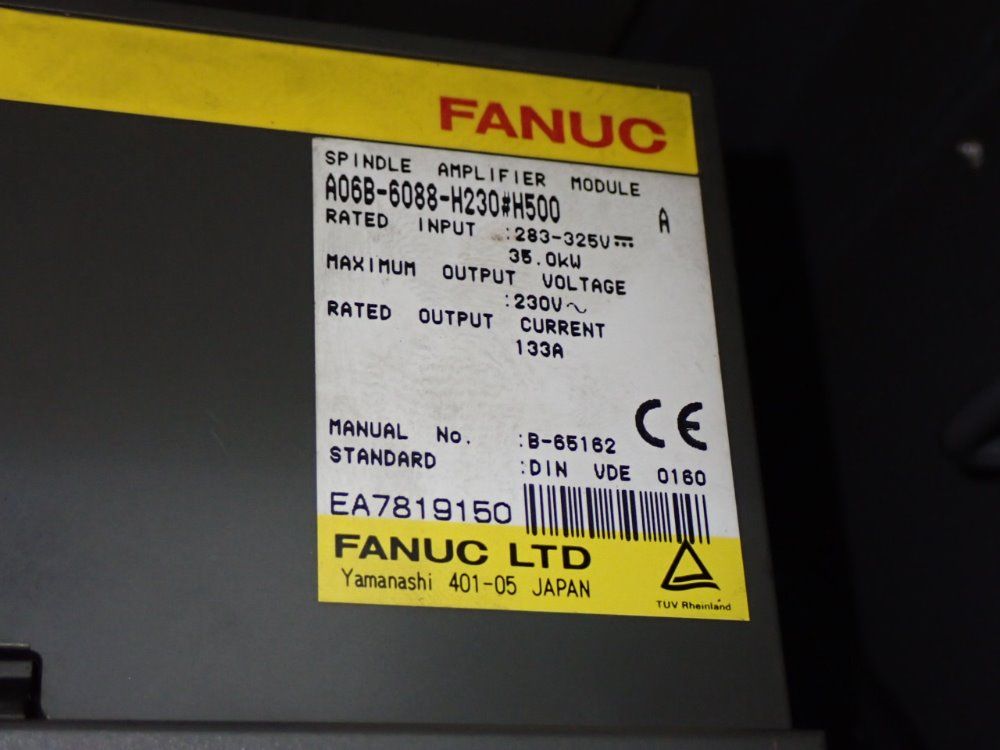 FANUC
SPINDLE AMPLIFIER MODULE
A06B-6088-H230#H500 A
RATED INPUT :283-325V⎓
35.0kW
MAXIMUM OUTPUT VOLTAGE
:230V~
RATED OUTPUT CURRENT
133A
CE
MANUAL No. :B-65162
STANDARD :DIN VDE 0160
EA7819150
FANUC LTD
Yamanashi 401-05 JAPAN
TUV Rheinland